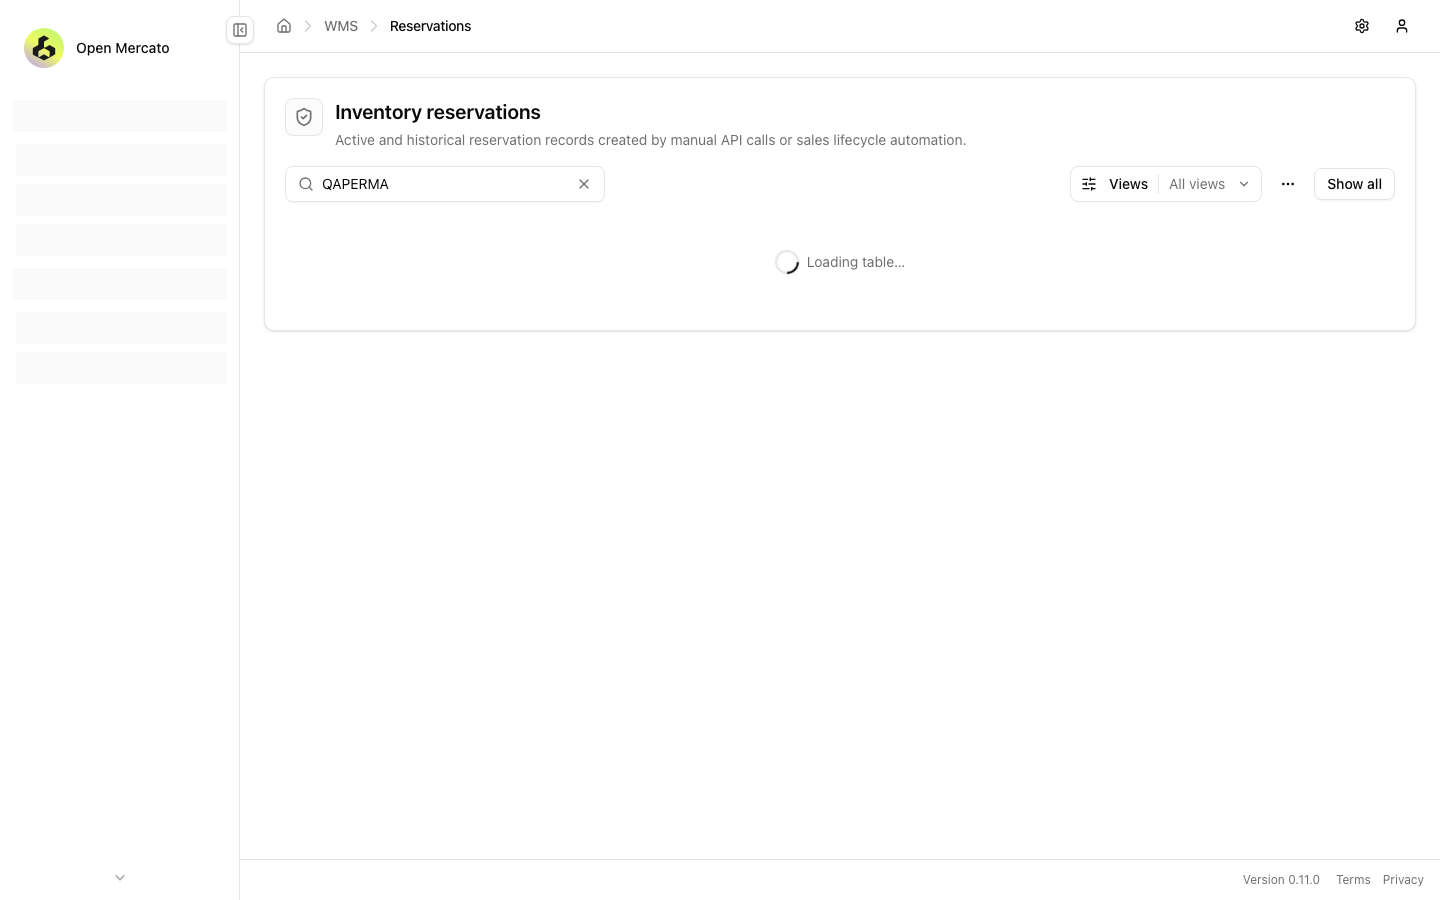 Open Mercato
WMS
Reservations
Inventory reservations
Active and historical reservation records created by manual API calls or sales lifecycle automation.
QAPERMA
Views
All views
Show all
Loading table...
Version 0.11.0
Terms
Privacy